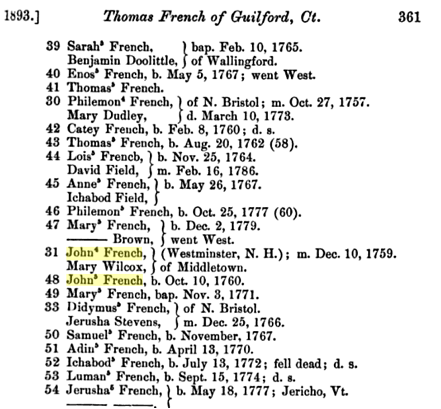 1893.] Thomas French of Guilford, Ct. 361
39 Sarah⁵ French, } bap. Feb. 10, 1765.
Benjamin Doolittle, } of Wallingford.
40 Enos⁵ French, b. May 5, 1767; went West.
41 Thomas⁵ French.
30 Philemon⁴ French, } of N. Bristol; m. Oct. 27, 1757.
Mary Dudley, } d. March 10, 1773.
42 Catey French, b. Feb. 8, 1760; d. s.
43 Thomas⁵ French, b. Aug. 20, 1762 (58).
44 Lois⁵ French, } b. Nov. 25, 1764.
David Field, } m. Feb. 16, 1786.
45 Anne⁵ French, } b. May 26, 1767.
Ichabod Field, }
46 Philemon⁵ French, b. Oct. 25, 1777 (60).
47 Mary⁵ French, } b. Dec. 2, 1779.
——— Brown, } went West.
31 John⁴ French, } (Westminster, N. H.); m. Dec. 10, 1759.
Mary Wilcox, } of Middletown.
48 John⁵ French, b. Oct. 10, 1760.
49 Mary⁵ French, bap. Nov. 3, 1771.
33 Didymus⁴ French, } of N. Bristol.
Jerusha Stevens, } m. Dec. 25, 1766.
50 Samuel⁵ French, b. November, 1767.
51 Adin⁵ French, b. April 13, 1770.
52 Ichabod⁵ French, b. July 13, 1772; fell dead; d. s.
53 Luman⁵ French, b. Sept. 15, 1774; d. s.
54 Jerusha⁵ French, } b. May 18, 1777; Jericho, Vt.
——— ———, }